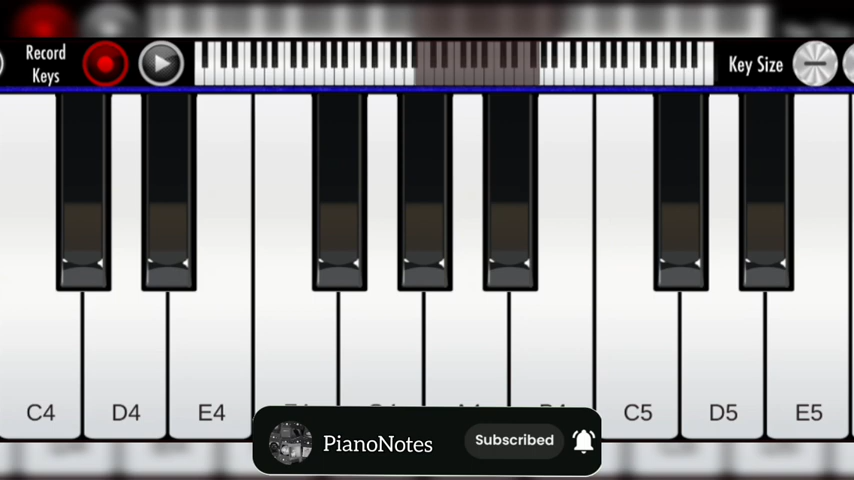 Record
Keys
Key Size
C4 D4 E4 C5 D5 E5
PianoNotes
Subscribed